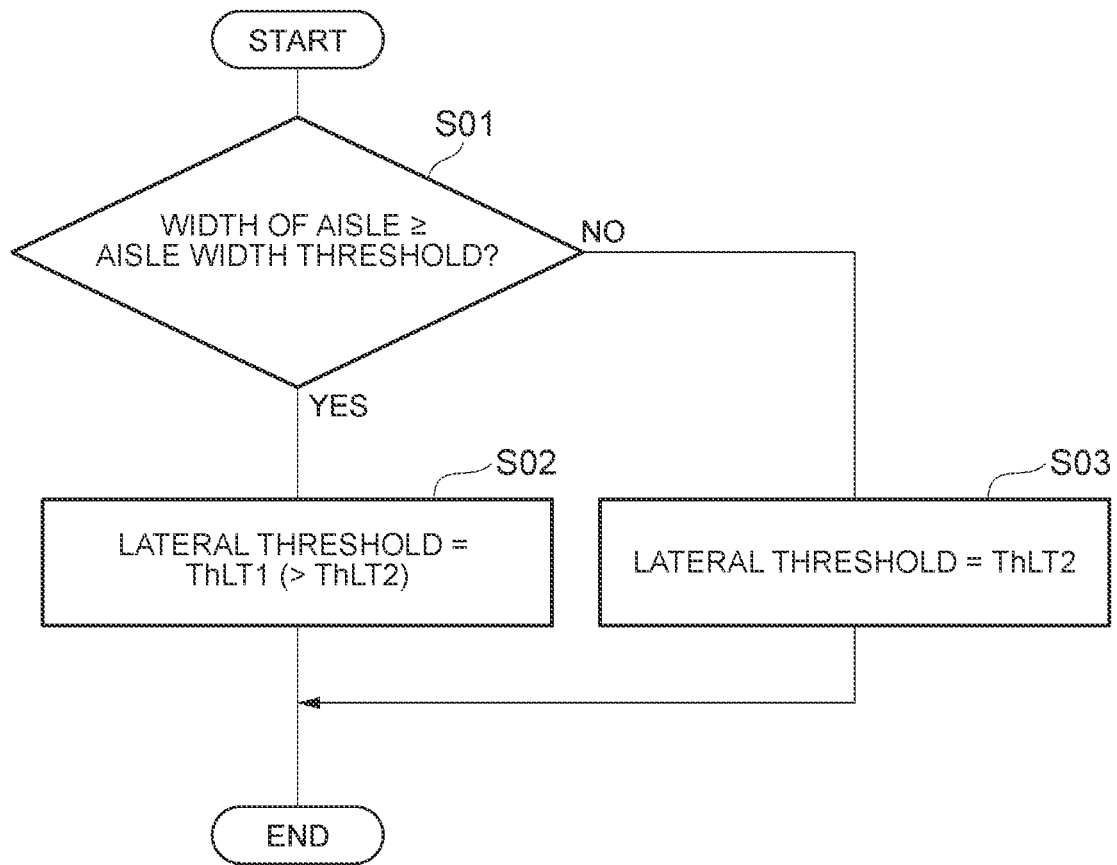 START
S01
WIDTH OF AISLE ≥
AISLE WIDTH THRESHOLD?
NO
YES
S02
LATERAL THRESHOLD =
ThLT1 (> ThLT2)
S03
LATERAL THRESHOLD = ThLT2
END